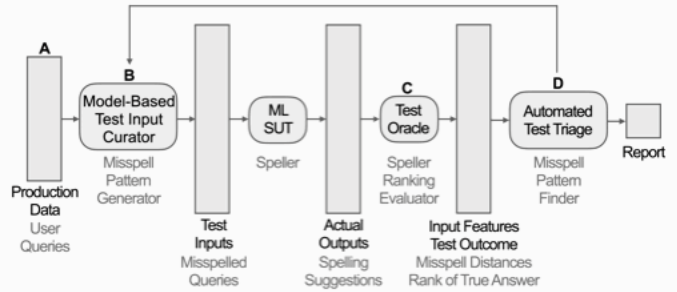 A
Production
Data
User
Queries
B
Model-Based
Test Input
Curator
Misspell
Pattern
Generator
Test
Inputs
Misspelled
Queries
ML
SUT
Speller
Actual
Outputs
Spelling
Suggestions
C
Test
Oracle
Speller
Ranking
Evaluator
Input Features
Test Outcome
Misspell Distances
Rank of True Answer
D
Automated
Test Triage
Misspell
Pattern
Finder
Report